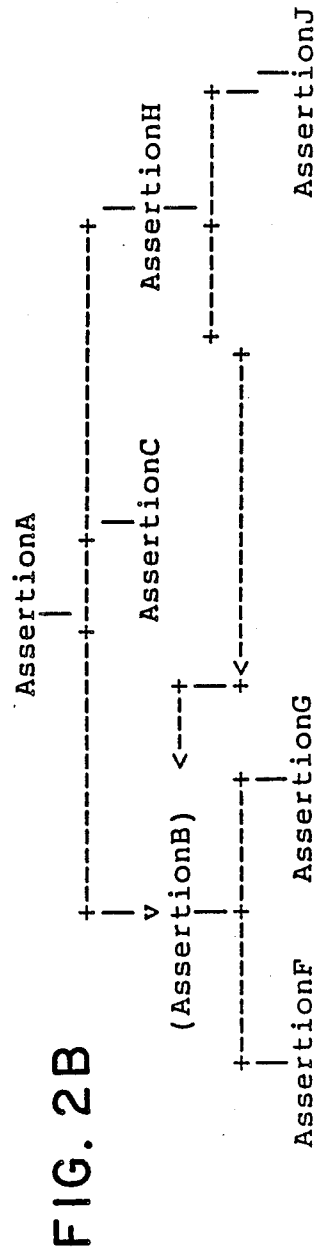 FIG. 2B
AssertionA
|
+-----------------+-----+-----------------+
| | |
v AssertionC AssertionH
(AssertionB) <----+ |
| | +-----+-----+
+--------+-----+ +<-----------------+ |
| | |
AssertionF AssertionG AssertionJ